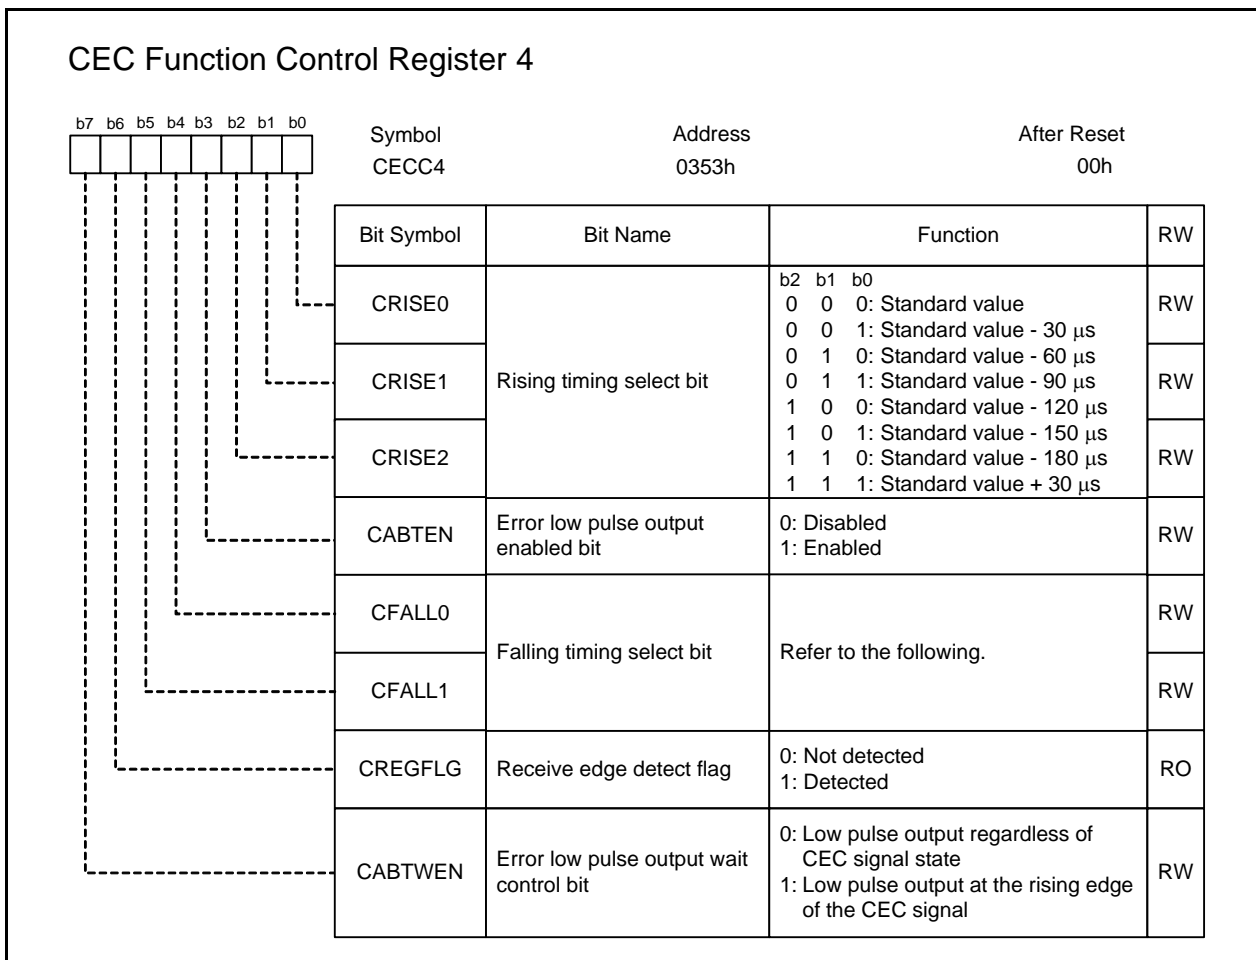 CEC Function Control Register 4
b7 b6 b5 b4 b3 b2 b1 b0
Symbol Address After Reset
CECC4 0353h 00h
Bit Symbol Bit Name Function RW
CRISE0
CRISE1
CRISE2
Rising timing select bit
b2 b1 b0
0 0 0: Standard value
0 0 1: Standard value - 30 μs
0 1 0: Standard value - 60 μs
0 1 1: Standard value - 90 μs
1 0 0: Standard value - 120 μs
1 0 1: Standard value - 150 μs
1 1 0: Standard value - 180 μs
1 1 1: Standard value + 30 μs
RW
RW
RW
CABTEN
Error low pulse output
enabled bit
0: Disabled
1: Enabled
RW
CFALL0
CFALL1
Falling timing select bit
Refer to the following.
RW
RW
CREGFLG
Receive edge detect flag
0: Not detected
1: Detected
RO
CABTWEN
Error low pulse output wait
control bit
0: Low pulse output regardless of
CEC signal state
1: Low pulse output at the rising edge
of the CEC signal
RW